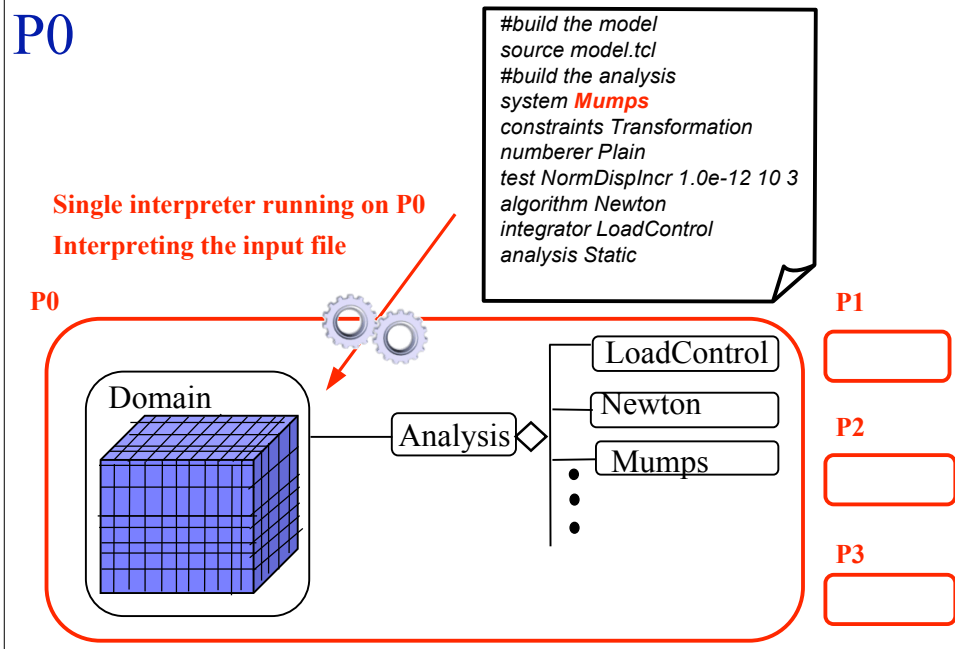 P0
#build the model
source model.tcl
#build the analysis
system Mumps
constraints Transformation
numberer Plain
test NormDispIncr 1.0e-12 10 3
algorithm Newton
integrator LoadControl
analysis Static
Single interpreter running on P0
Interpreting the input file
P0
Domain
Analysis
LoadControl
Newton
Mumps
P1
P2
P3